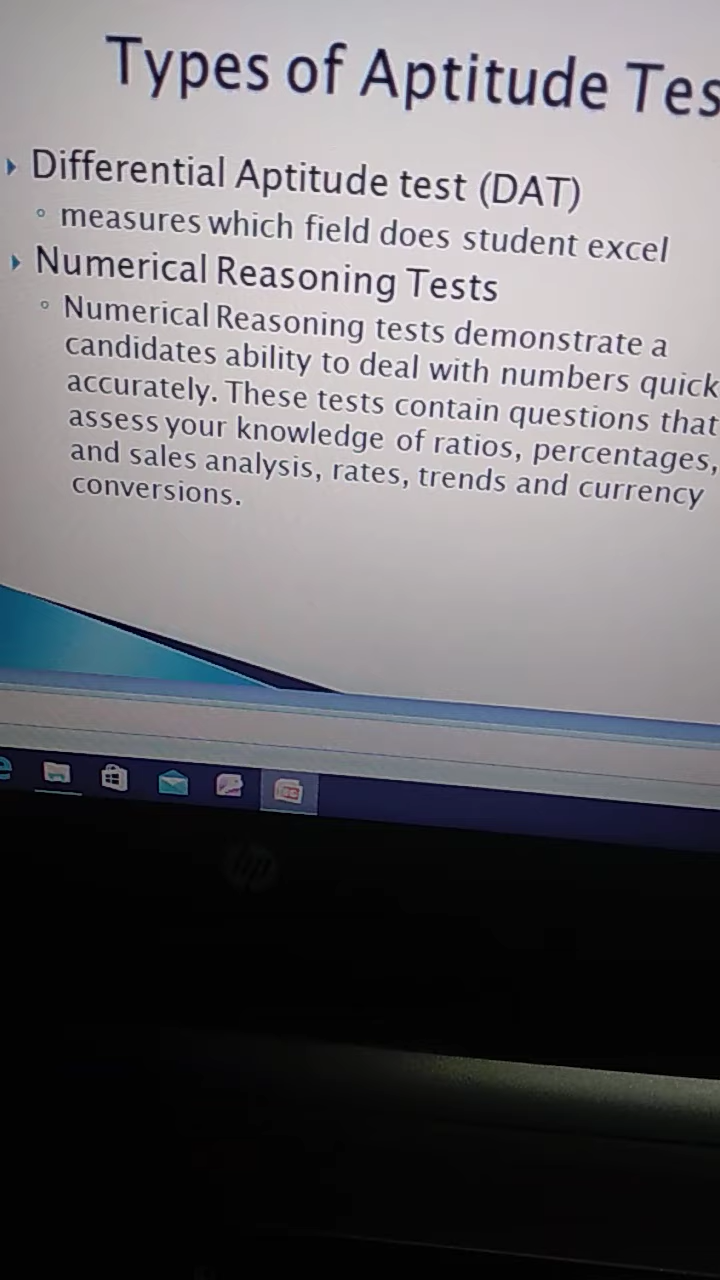 Types of Aptitude Tes
Differential Aptitude test (DAT)
measures which field does student excel
Numerical Reasoning Tests
Numerical Reasoning tests demonstrate a
candidates ability to deal with numbers quick
accurately. These tests contain questions that
assess your knowledge of ratios, percentages,
and sales analysis, rates, trends and currency
conversions.
hp